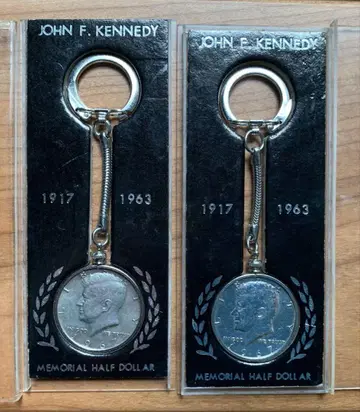 JOHN F. KENNEDY
1917 1963
MEMORIAL HALF DOLLAR
JOHN F. KENNEDY
1917 1963
MEMORIAL HALF DOLLAR